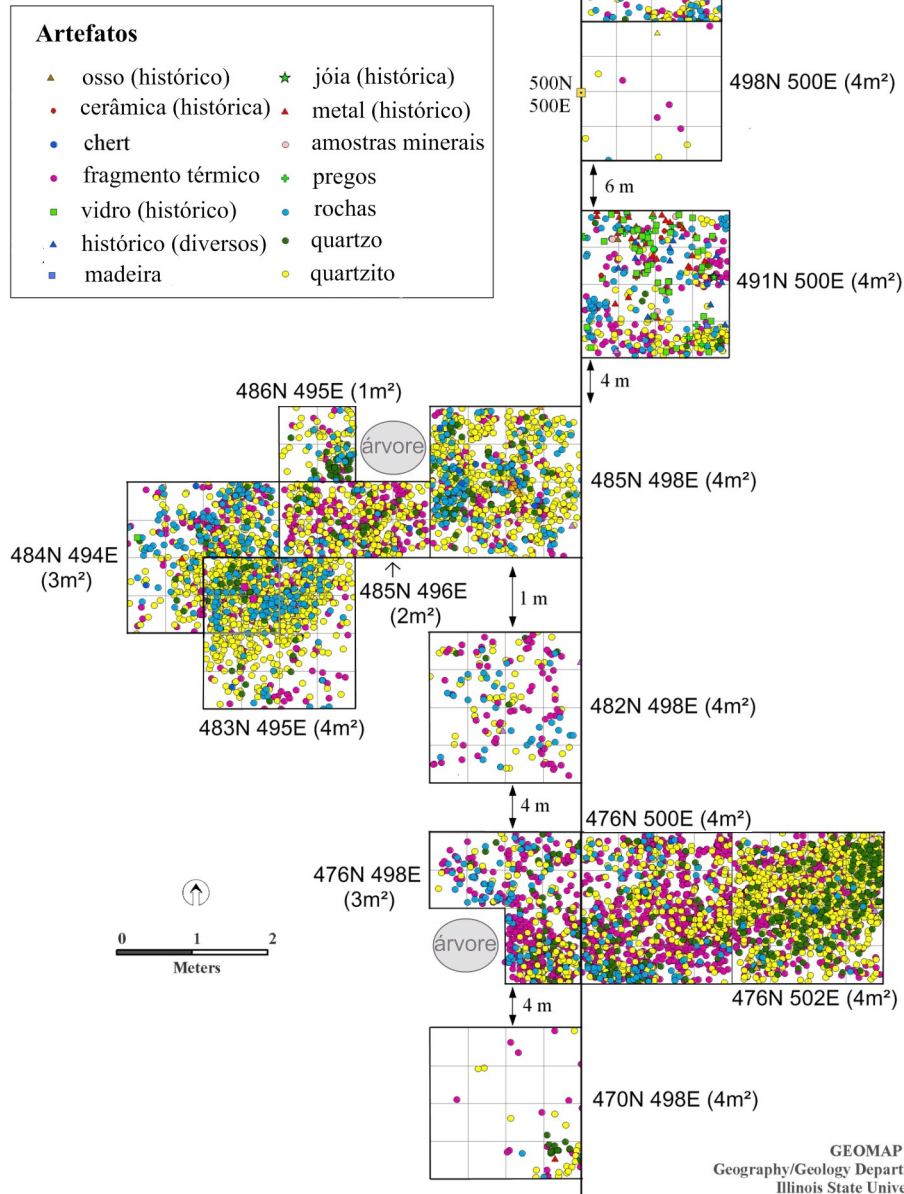 Artefatos
osso (histórico)
cerâmica (histórica)
chert
fragmento térmico
vidro (histórico)
histórico (diversos)
madeira
jóia (histórica)
metal (histórico)
amostras minerais
pregos
rochas
quartzo
quartzito
500N
500E
498N 500E (4m²)
6 m
491N 500E (4m²)
4 m
486N 495E (1m²)
árvore
485N 498E (4m²)
484N 494E
(3m²)
485N 496E
(2m²)
1 m
483N 495E (4m²)
482N 498E (4m²)
4 m
476N 500E (4m²)
476N 498E
(3m²)
árvore
0 1 2
Meters
476N 502E (4m²)
4 m
470N 498E (4m²)
GEOMAP
Geography/Geology Depart
Illinois State Unive